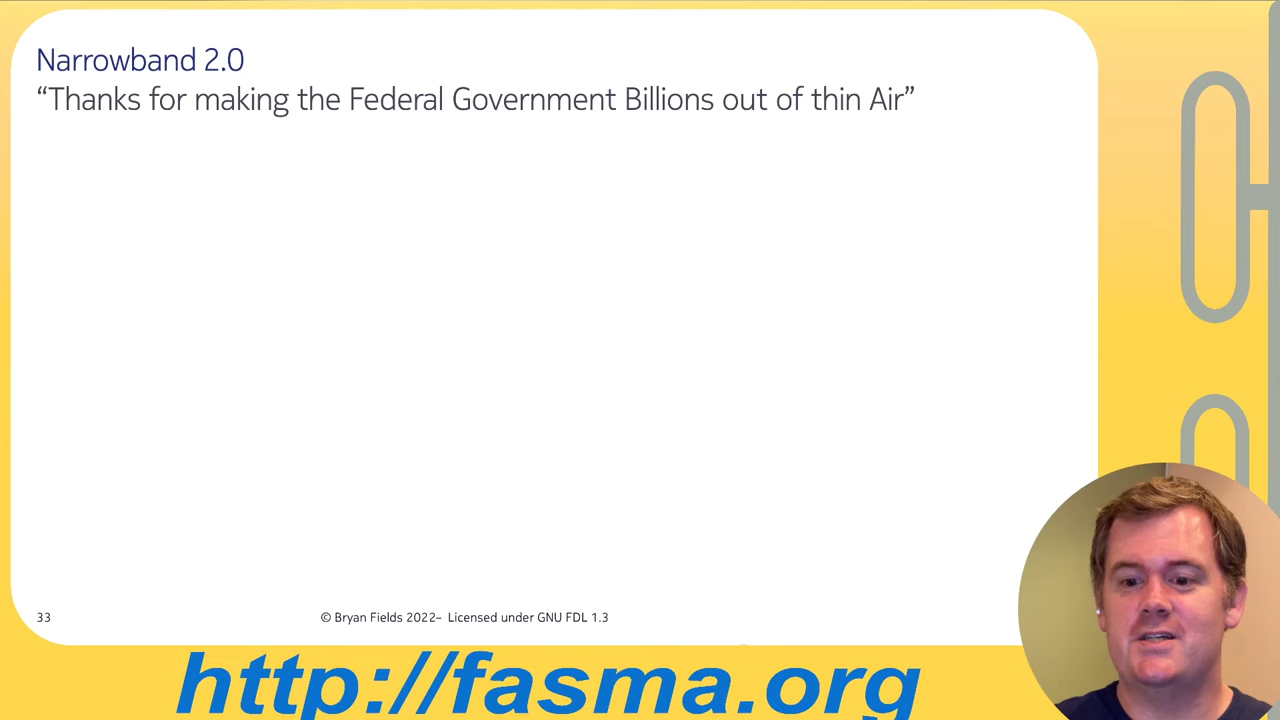 Narrowband 2.0
“Thanks for making the Federal Government Billions out of thin Air”
33
© Bryan Fields 2022– Licensed under GNU FDL 1.3
http://fasma.org